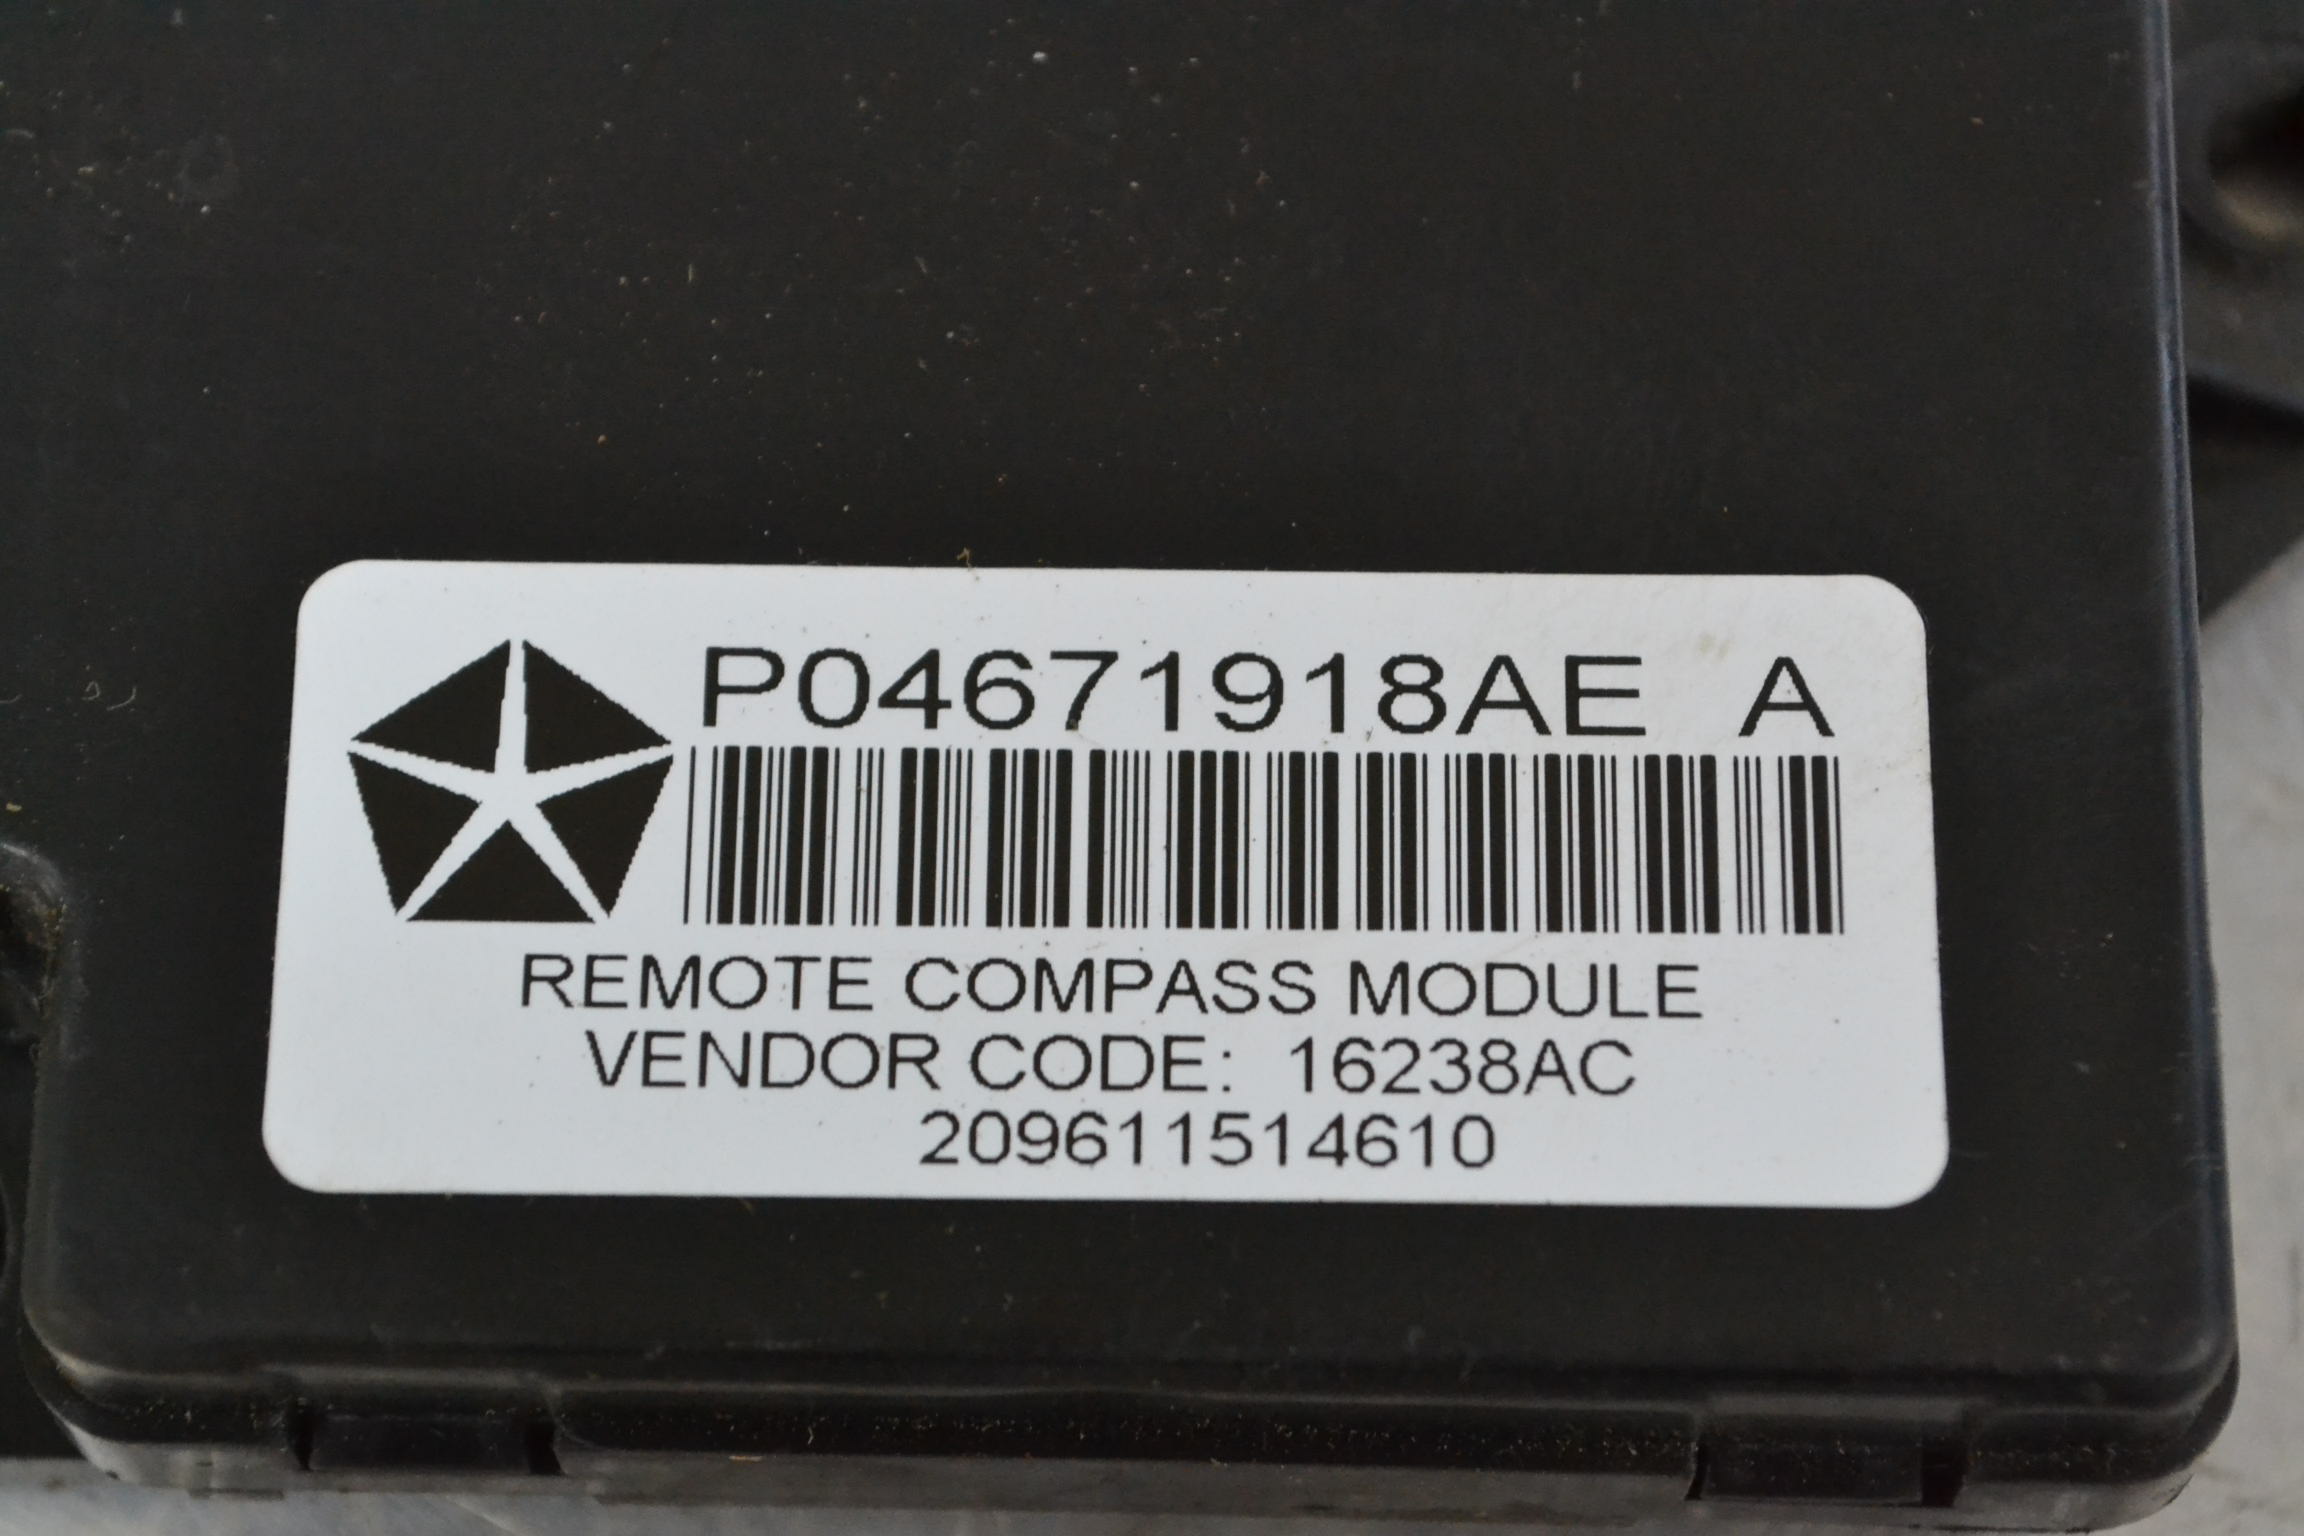 P04671918AE A
REMOTE COMPASS MODULE
VENDOR CODE: 16238AC
209611514610